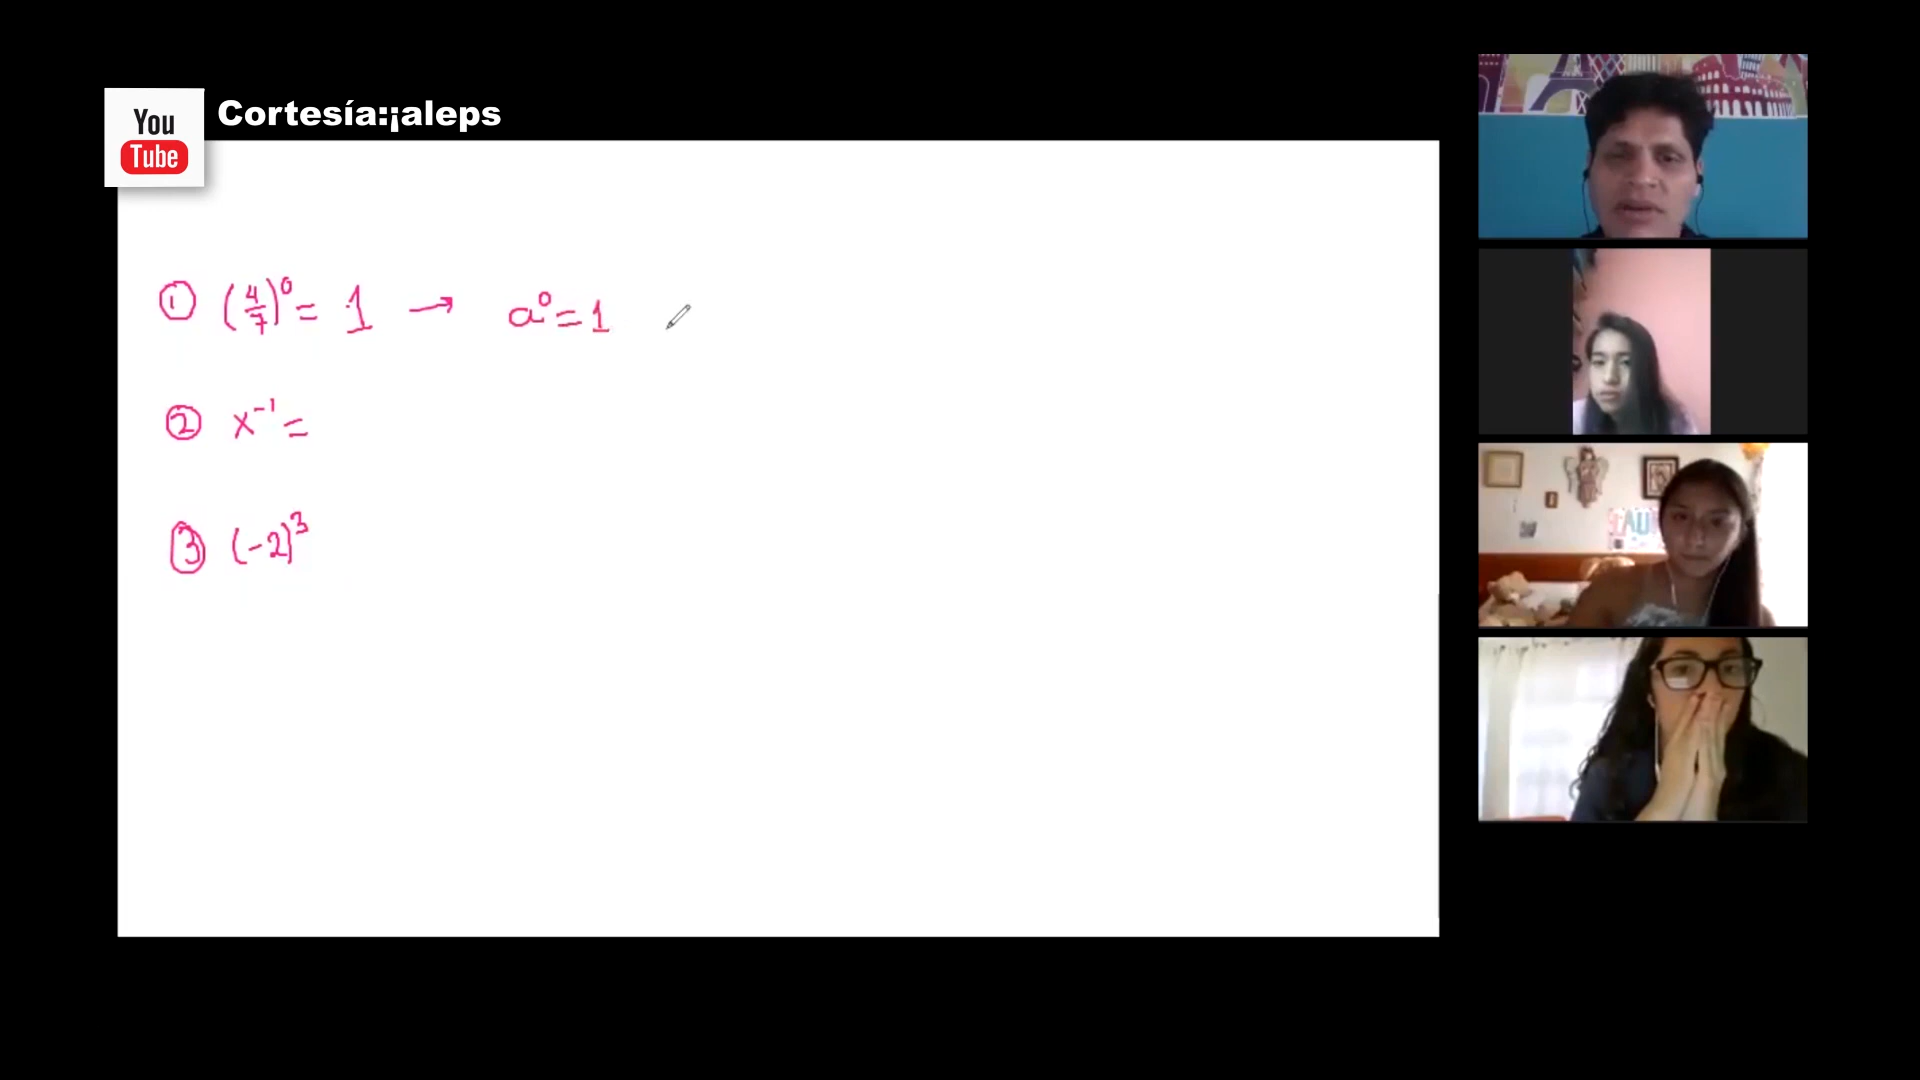 You
Tube
Cortesía:¡aleps
① (4/7)⁰ = 1 → a⁰ = 1
② x⁻¹ =
③ (-2)³